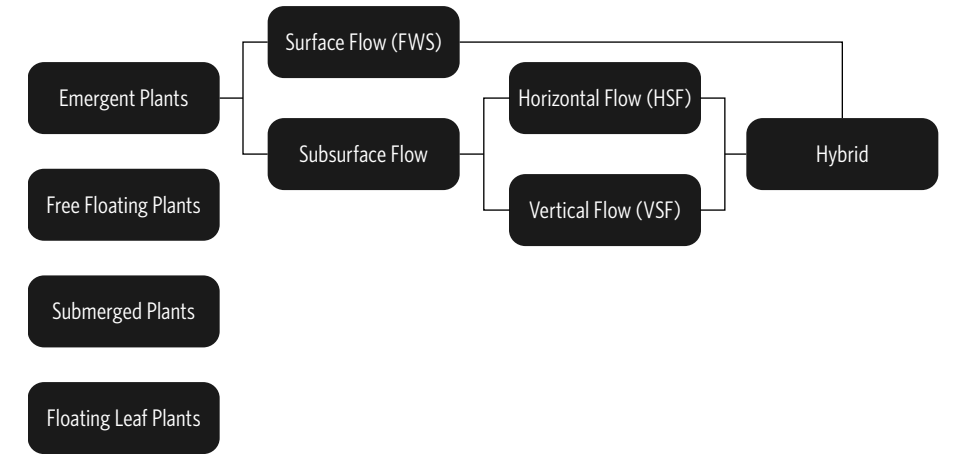 Surface Flow (FWS)
Emergent Plants
Horizontal Flow (HSF)
Subsurface Flow
Hybrid
Free Floating Plants
Vertical Flow (VSF)
Submerged Plants
Floating Leaf Plants